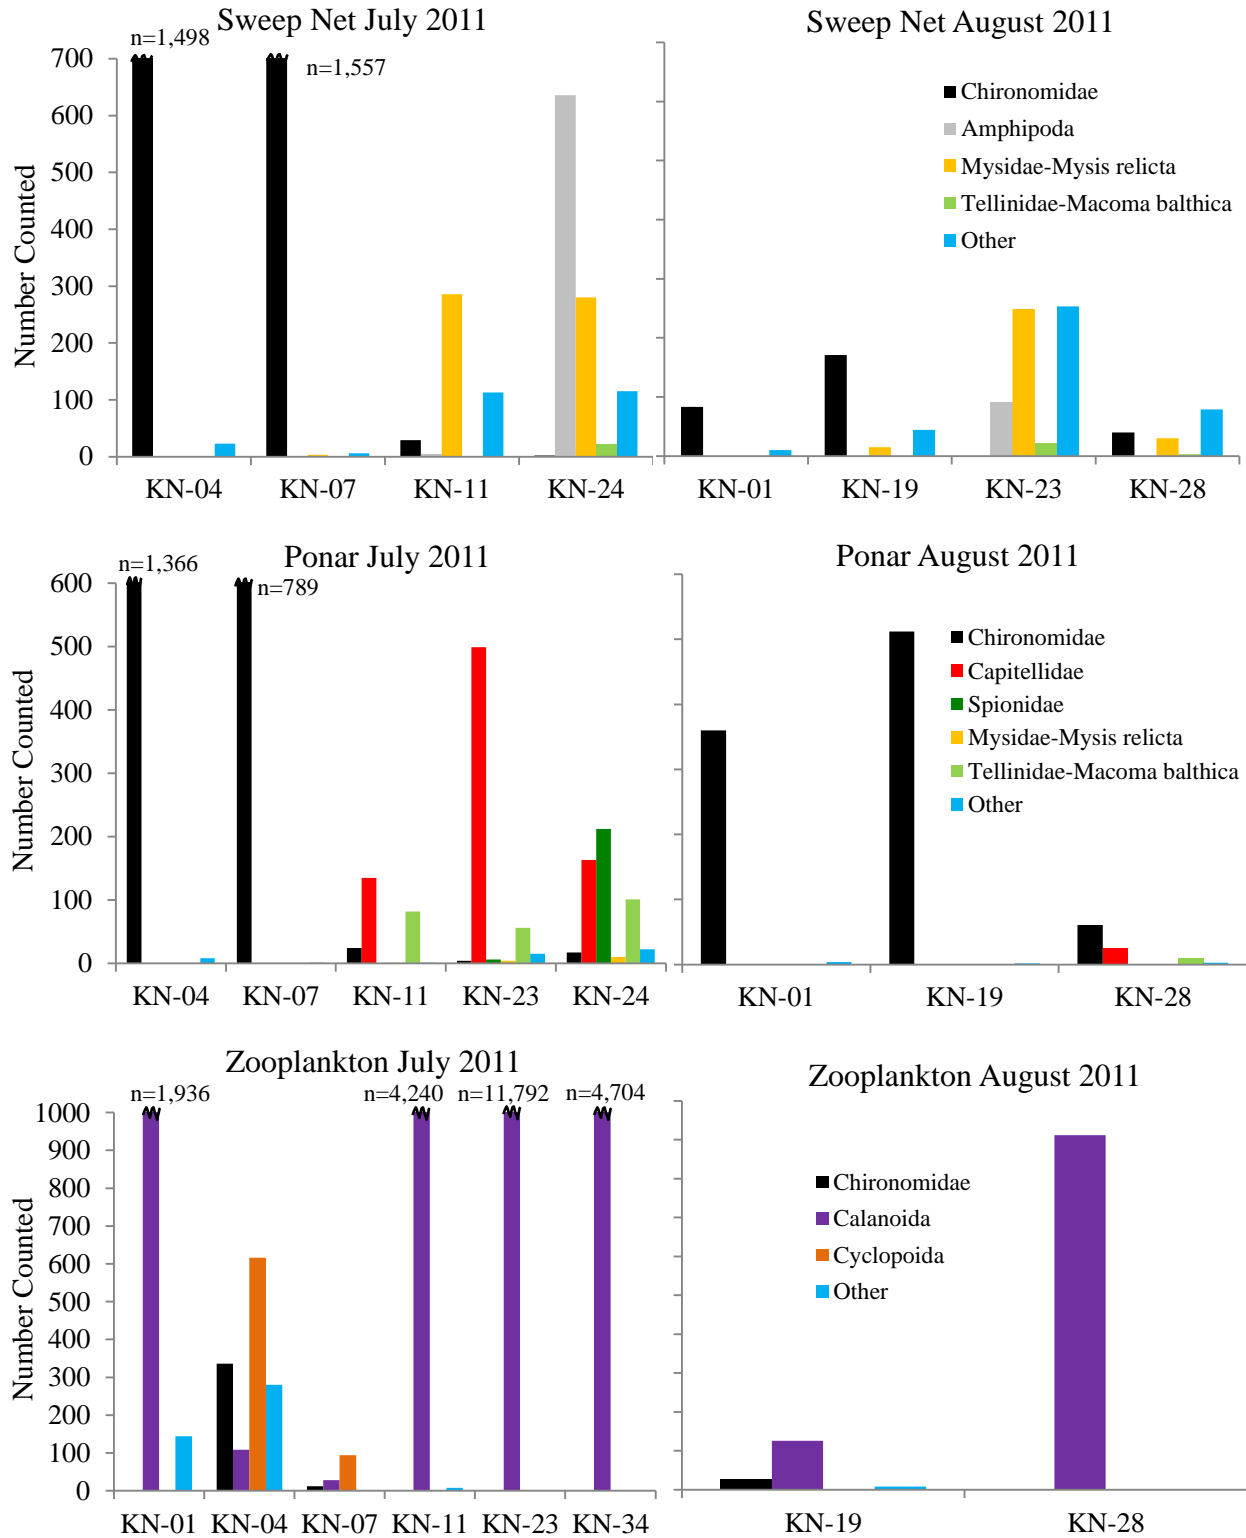 Sweep Net July 2011
n=1,498
n=1,557
700
600
500
400
300
200
100
0
Number Counted
KN-04
KN-07
KN-11
KN-24
Sweep Net August 2011
Chironomidae
Amphipoda
Mysidae-Mysis relicta
Tellinidae-Macoma balthica
Other
KN-01
KN-19
KN-23
KN-28
Ponar July 2011
n=1,366
n=789
600
500
400
300
200
100
0
Number Counted
KN-04
KN-07
KN-11
KN-23
KN-24
Ponar August 2011
Chironomidae
Capitellidae
Spionidae
Mysidae-Mysis relicta
Tellinidae-Macoma balthica
Other
KN-01
KN-19
KN-28
Zooplankton July 2011
n=1,936
n=4,240
n=11,792
n=4,704
1000
900
800
700
600
500
400
300
200
100
0
Number Counted
KN-01
KN-04
KN-07
KN-11
KN-23
KN-34
Zooplankton August 2011
Chironomidae
Calanoida
Cyclopoida
Other
KN-19
KN-28